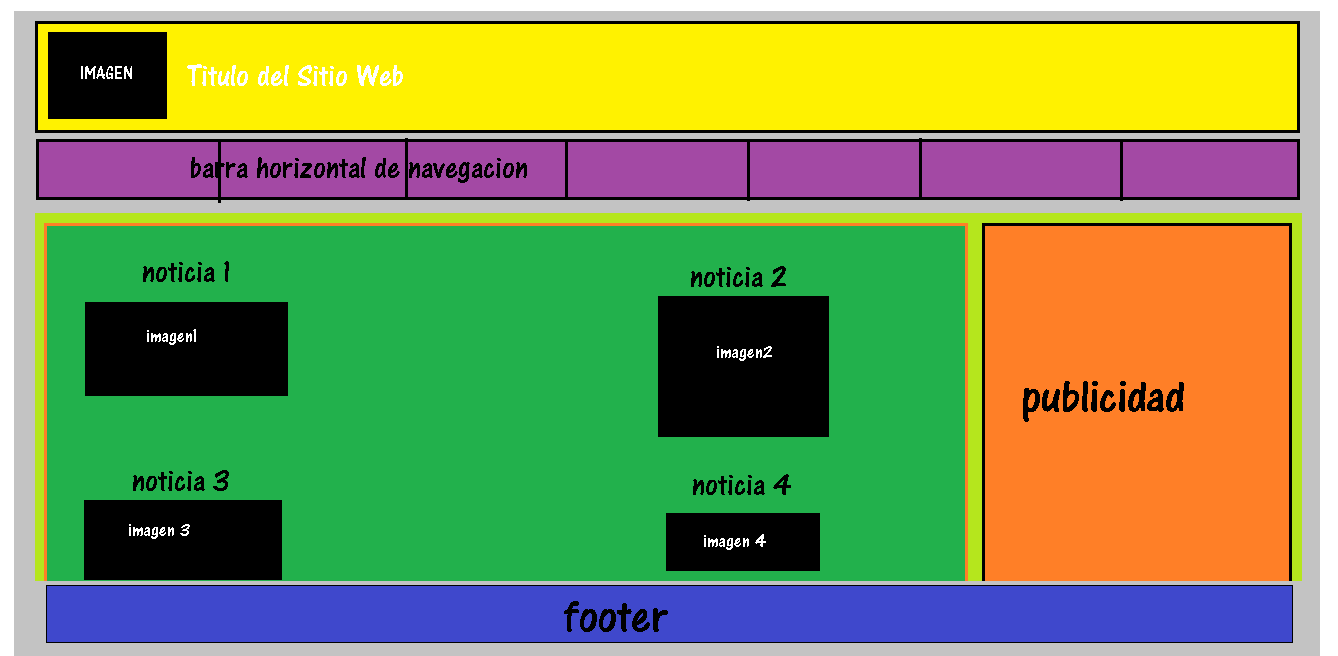 IMAGEN
Titulo del Sitio Web
barra horizontal de navegacion
noticia 1
imagen1
noticia 2
imagen2
noticia 3
imagen 3
noticia 4
imagen 4
publicidad
footer